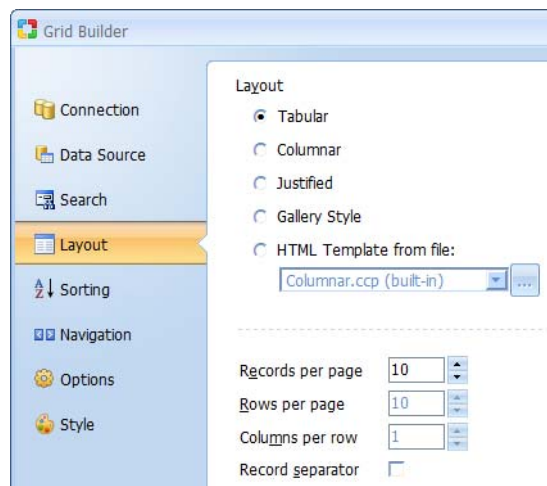 Grid Builder
Connection
Data Source
Search
Layout
Sorting
Navigation
Options
Style
Layout
Tabular
Columnar
Justified
Gallery Style
HTML Template from file:
Columnar.ccp (built-in)
...
Records per page 10
Rows per page 10
Columns per row 1
Record separator